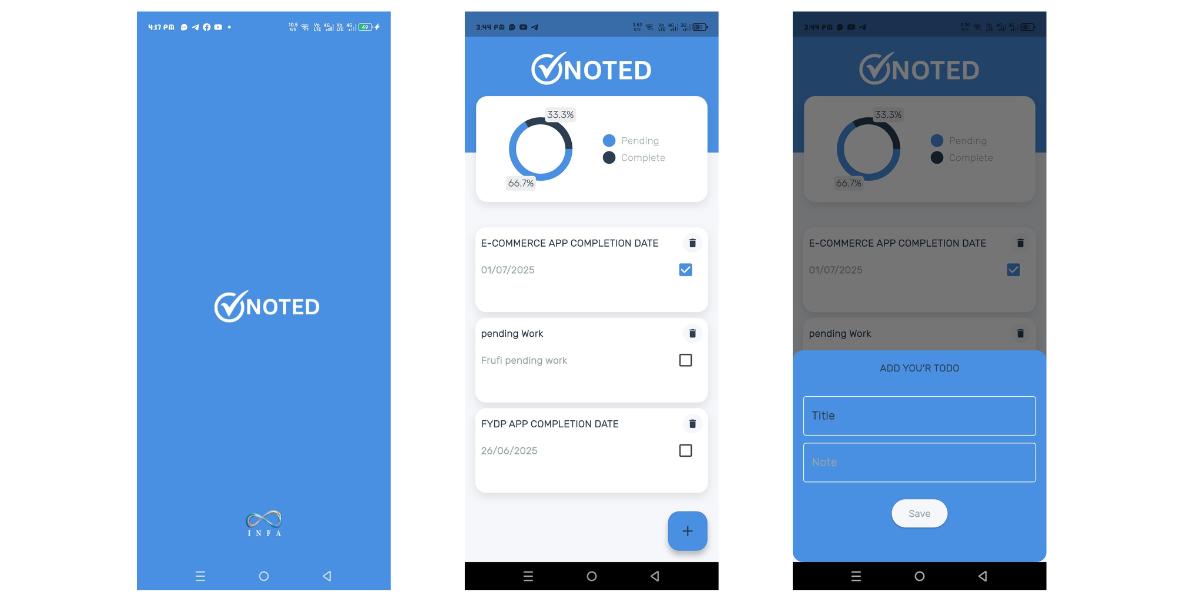 4:17 PM
49
NOTED
INFA
3:44 PM
NOTED
33.3%
66.7%
Pending
Complete
E-COMMERCE APP COMPLETION DATE
01/07/2025
pending Work
Frufi pending work
FYDP APP COMPLETION DATE
26/06/2025
+
3:44 PM
NOTED
33.3%
66.7%
Pending
Complete
E-COMMERCE APP COMPLETION DATE
01/07/2025
pending Work
ADD YOU'R TODO
Title
Note
Save